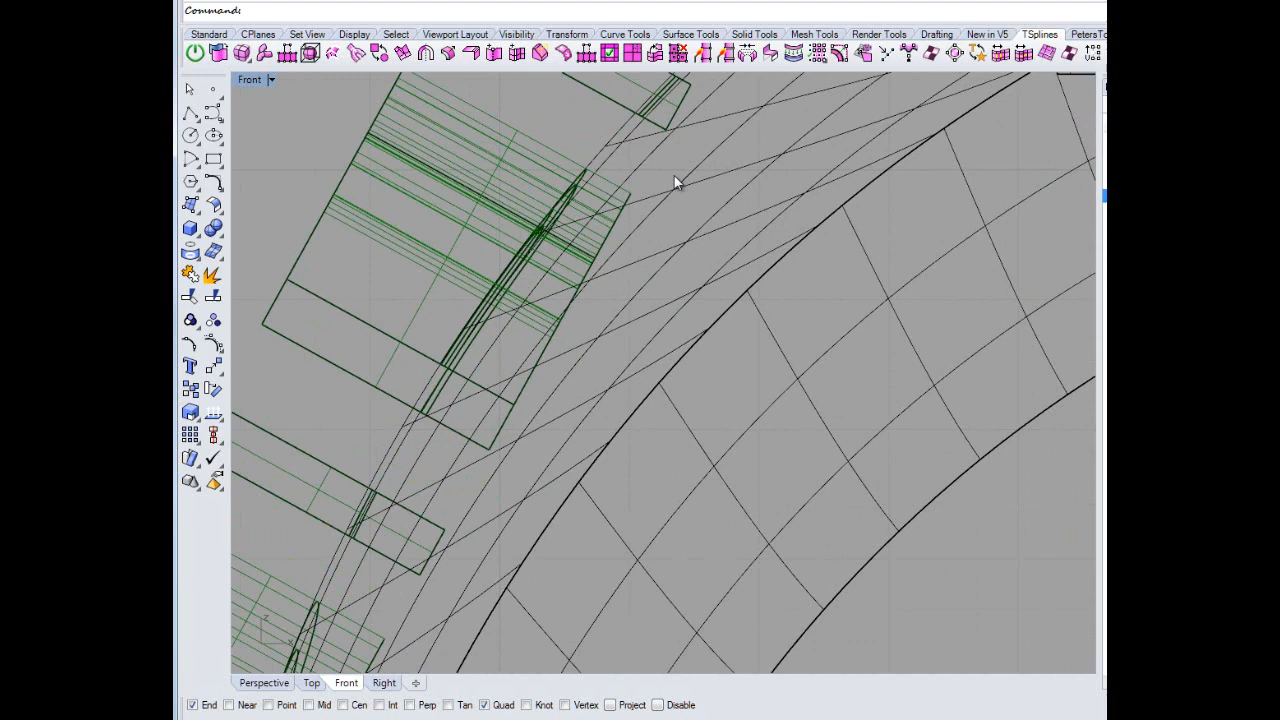 Command:
Standard CPlanes Set View Display Select Viewport Layout Visibility Transform Curve Tools Surface Tools Solid Tools Mesh Tools Render Tools Drafting New in V5 TSplines
Front
z
x
Perspective Top Front Right
End Near Point Mid Cen Int Perp Tan Quad Knot Vertex Project Disable